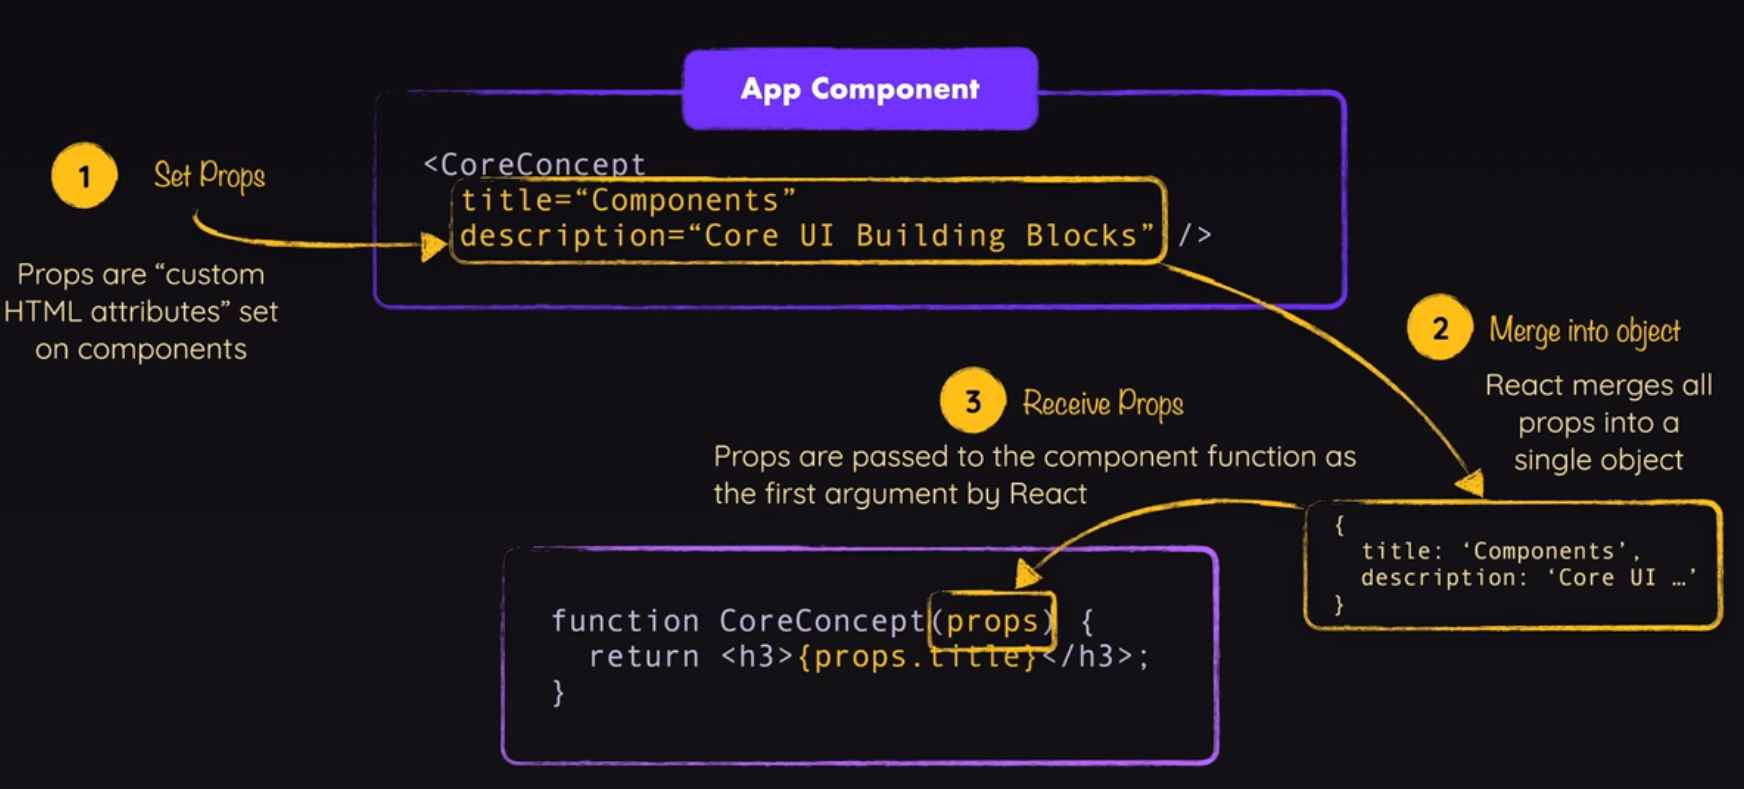 App Component
1 Set Props
Props are “custom
HTML attributes” set
on components
<CoreConcept
title=“Components”
description=“Core UI Building Blocks” />
2 Merge into object
React merges all
props into a
single object
{
title: ‘Components’,
description: ‘Core UI …’
}
3 Receive Props
Props are passed to the component function as
the first argument by React
function CoreConcept(props) {
return <h3>{props.title}</h3>;
}